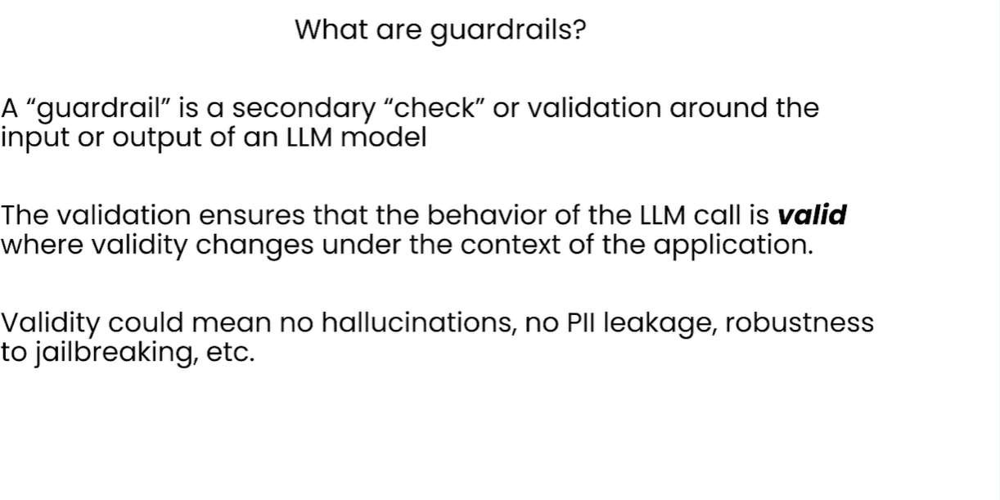 What are guardrails?
A “guardrail” is a secondary “check” or validation around the
input or output of an LLM model
The validation ensures that the behavior of the LLM call is valid
where validity changes under the context of the application.
Validity could mean no hallucinations, no PII leakage, robustness
to jailbreaking, etc.